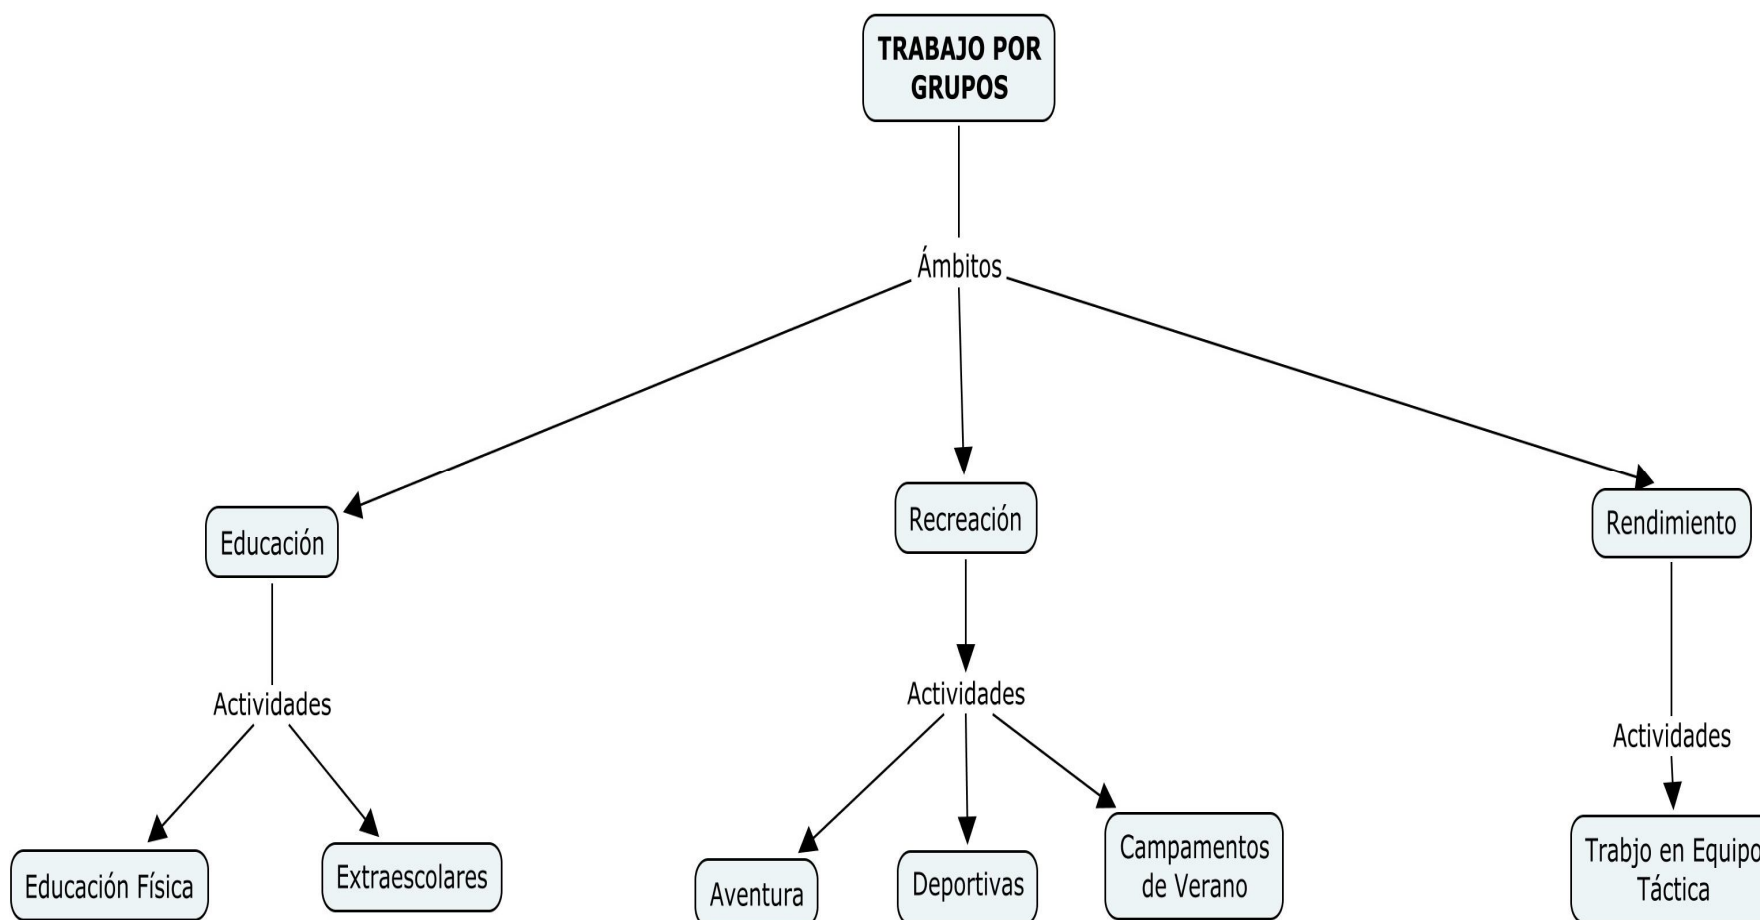 TRABAJO POR
GRUPOS
Ámbitos
Educación
Recreación
Rendimiento
Actividades
Actividades
Actividades
Educación Física
Extraescolares
Aventura
Deportivas
Campamentos
de Verano
Trabjo en Equipo
Táctica